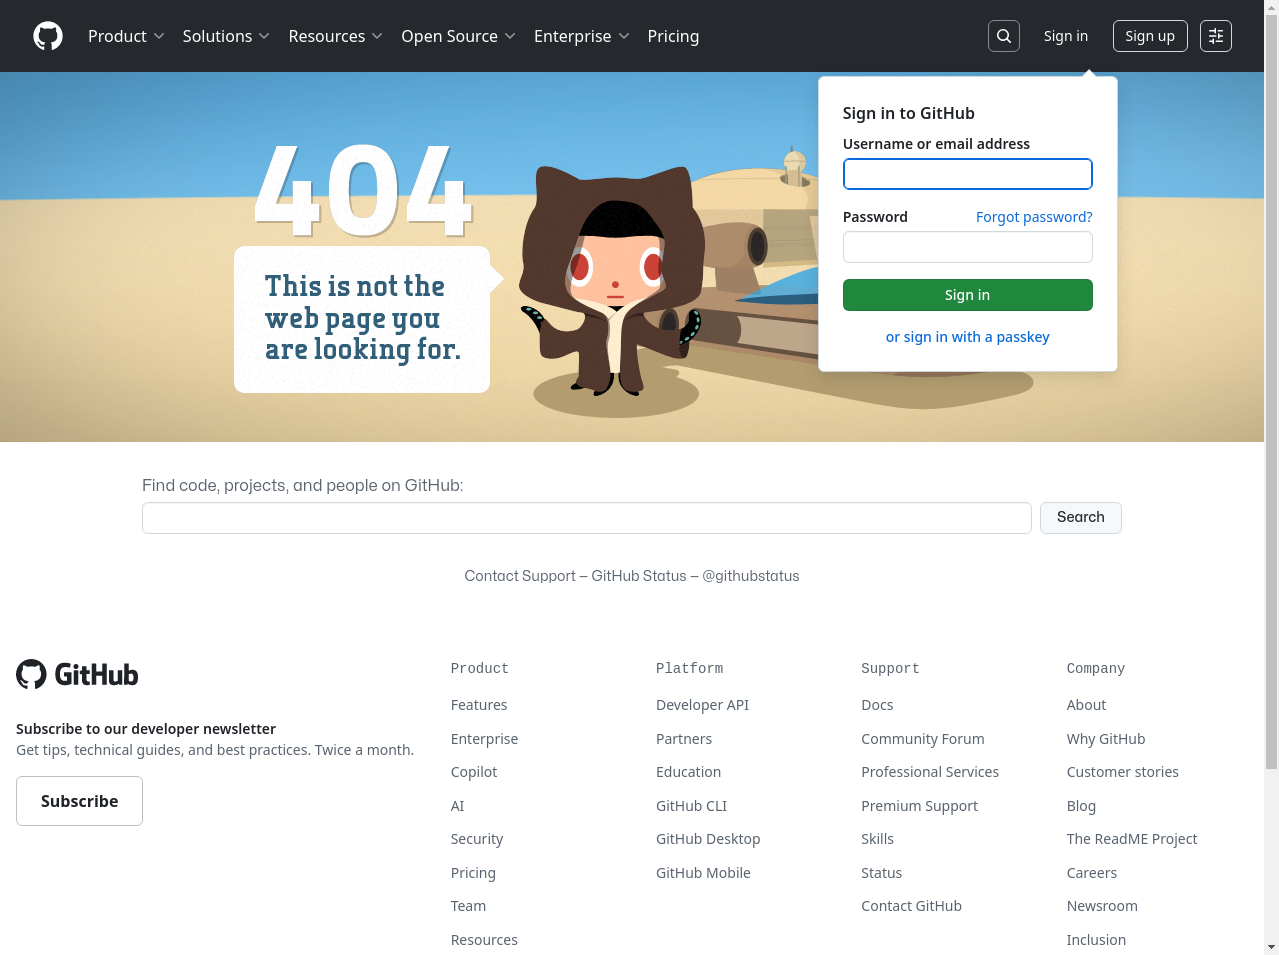 Product
Solutions
Resources
Open Source
Enterprise
Pricing
Sign in
Sign up
404
This is not the
web page you
are looking for.
Sign in to GitHub
Username or email address
Password
Forgot password?
Sign in
or sign in with a passkey
Find code, projects, and people on GitHub:
Search
Contact Support — GitHub Status — @githubstatus
GitHub
Subscribe to our developer newsletter
Get tips, technical guides, and best practices. Twice a month.
Subscribe
Product
Features
Enterprise
Copilot
AI
Security
Pricing
Team
Resources
Platform
Developer API
Partners
Education
GitHub CLI
GitHub Desktop
GitHub Mobile
Support
Docs
Community Forum
Professional Services
Premium Support
Skills
Status
Contact GitHub
Company
About
Why GitHub
Customer stories
Blog
The ReadME Project
Careers
Newsroom
Inclusion